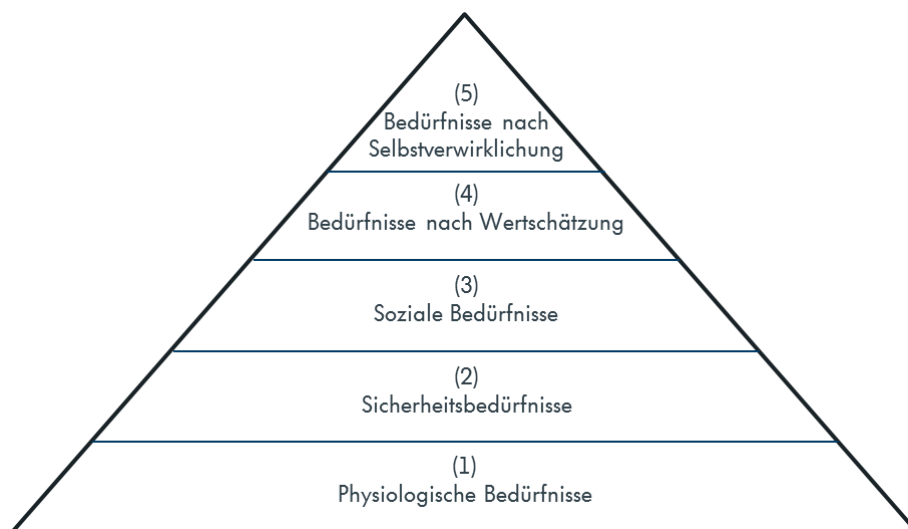 (5)
Bedürfnisse nach
Selbstverwirklichung
(4)
Bedürfnisse nach Wertschätzung
(3)
Soziale Bedürfnisse
(2)
Sicherheitsbedürfnisse
(1)
Physiologische Bedürfnisse